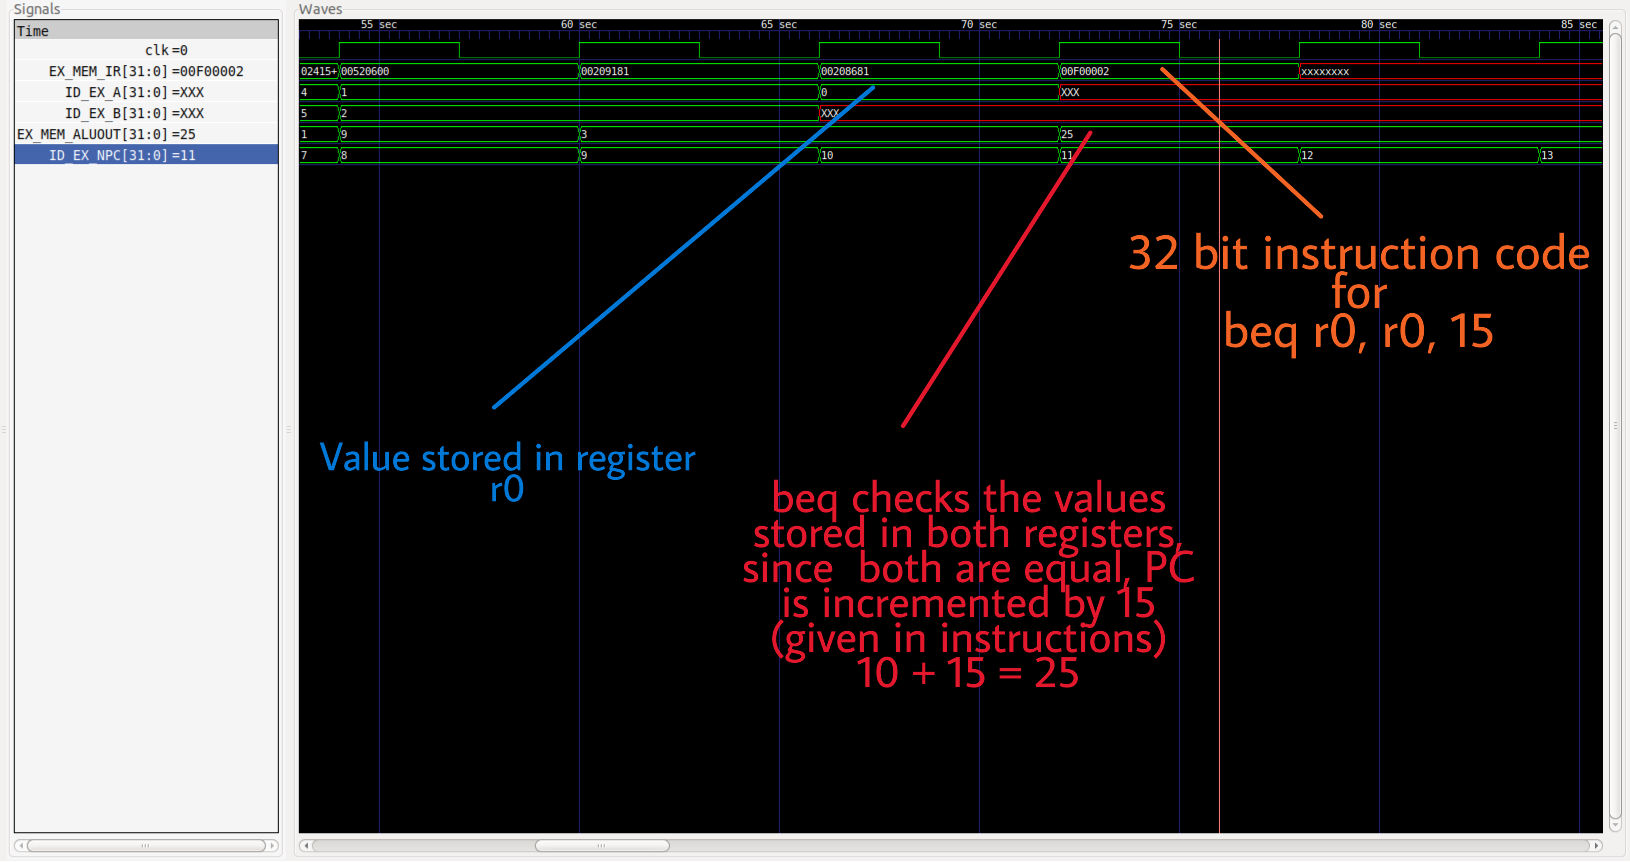 Signals
Waves
Time
55 sec 60 sec 65 sec 70 sec 75 sec 80 sec 85 sec
clk=0
EX_MEM_IR[31:0]=00F00002
02415+ 00520600 00209181 00208681 00F00002 xxxxxxxx
ID_EX_A[31:0]=XXX
4 1 0 XXX
ID_EX_B[31:0]=XXX
5 2 XXX
EX_MEM_ALUOUT[31:0]=25
1 9 3 25
ID_EX_NPC[31:0]=11
7 8 9 10 11 12 13
32 bit instruction code
for
beq r0, r0, 15
Value stored in register
r0
beq checks the values
stored in both registers,
since both are equal, PC
is incremented by 15
(given in instructions)
10 + 15 = 25